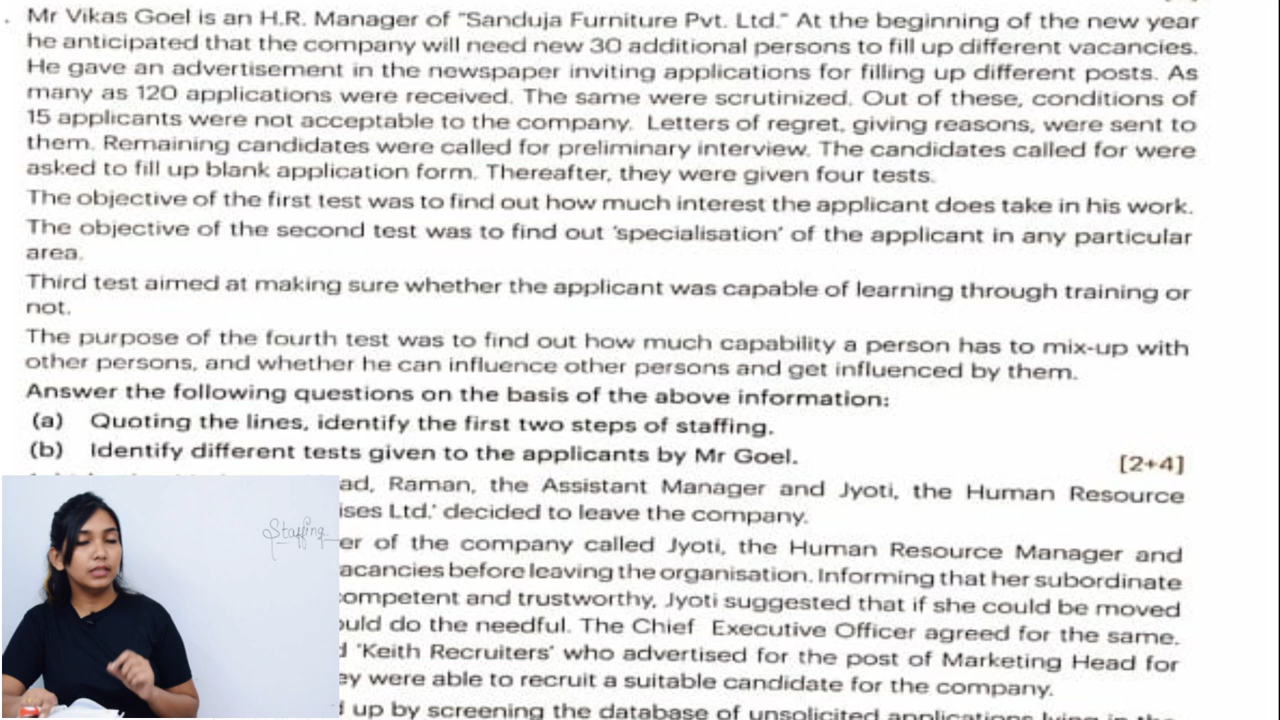 Mr Vikas Goel is an H.R. Manager of "Sanduja Furniture Pvt. Ltd." At the beginning of the new year
he anticipated that the company will need new 30 additional persons to fill up different vacancies.
He gave an advertisement in the newspaper inviting applications for filling up different posts. As
many as 120 applications were received. The same were scrutinized. Out of these, conditions of
15 applicants were not acceptable to the company. Letters of regret, giving reasons, were sent to
them. Remaining candidates were called for preliminary interview. The candidates called for were
asked to fill up blank application form. Thereafter, they were given four tests.
The objective of the first test was to find out how much interest the applicant does take in his work.
The objective of the second test was to find out 'specialisation' of the applicant in any particular
area.
Third test aimed at making sure whether the applicant was capable of learning through training or
not.
The purpose of the fourth test was to find out how much capability a person has to mix-up with
other persons, and whether he can influence other persons and get influenced by them.
Answer the following questions on the basis of the above information:
(a) Quoting the lines, identify the first two steps of staffing.
(b) Identify different tests given to the applicants by Mr Goel. [2+4]
ad, Raman, the Assistant Manager and Jyoti, the Human Resource
ises Ltd.' decided to leave the company.
Staffing
er of the company called Jyoti, the Human Resource Manager and
acancies before leaving the organisation. Informing that her subordinate
competent and trustworthy, Jyoti suggested that if she could be moved
ould do the needful. The Chief Executive Officer agreed for the same.
'Keith Recruiters' who advertised for the post of Marketing Head for
ey were able to recruit a suitable candidate for the company.
up by screening the database of unsolicited applications lying in the